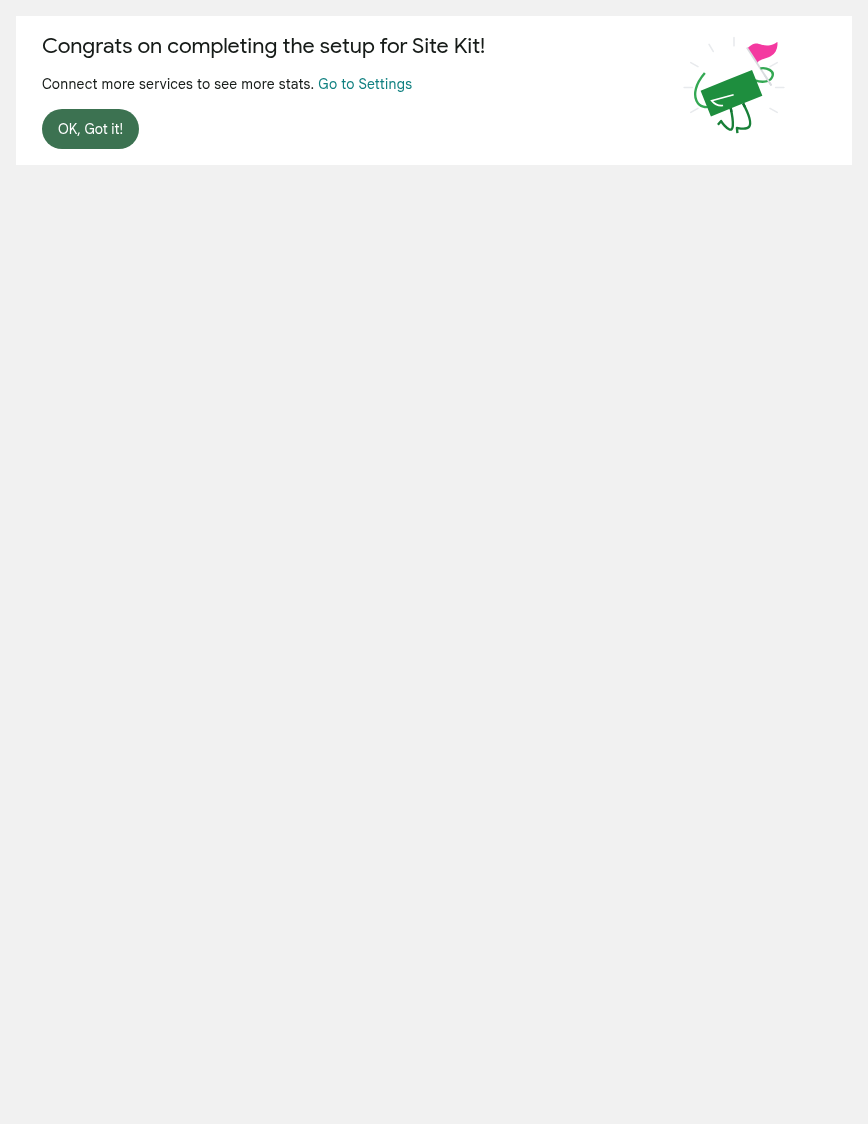 Congrats on completing the setup for Site Kit!
Connect more services to see more stats. Go to Settings
OK, Got it!